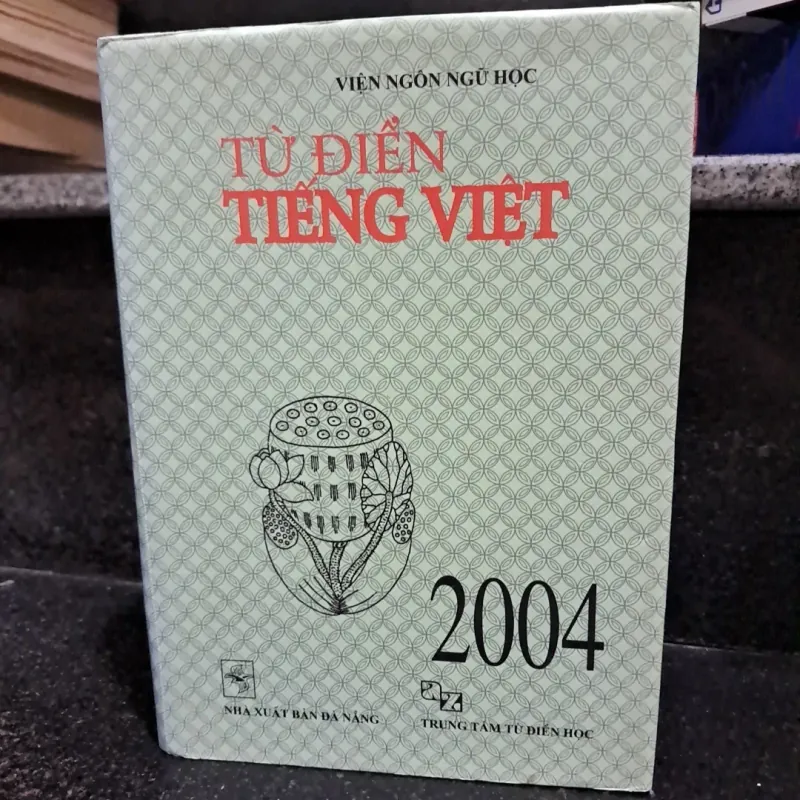 VIỆN NGÔN NGỮ HỌC
TỪ ĐIỂN
TIẾNG VIỆT
2004
NHÀ XUẤT BẢN ĐÀ NẴNG
az
TRUNG TÂM TỪ ĐIỂN HỌC